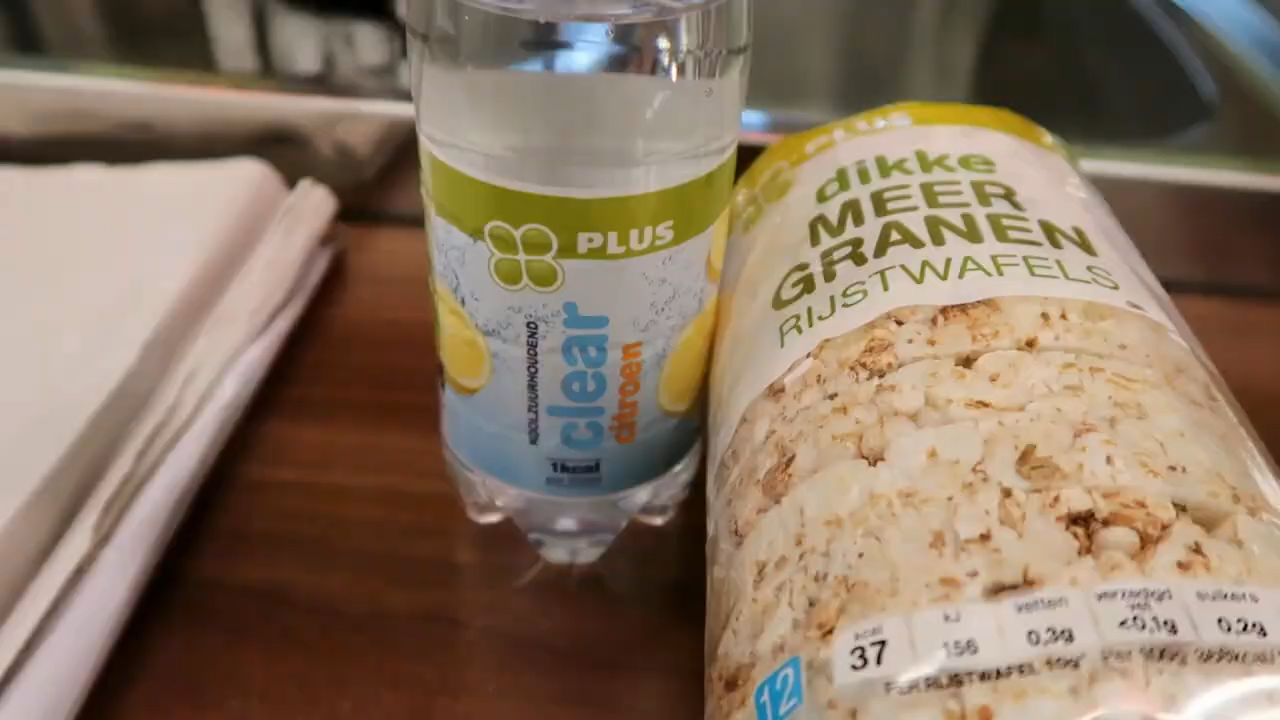 PLUS
KOOLZUURHOUDEND
clear
citroen
1kcal
PLUS
dikke
MEER
GRANEN
RIJSTWAFELS
kcal kJ vetten verzadigd vet suikers
37 156 0,3g <0,1g 0,2g
PER RIJSTWAFEL 10g
12